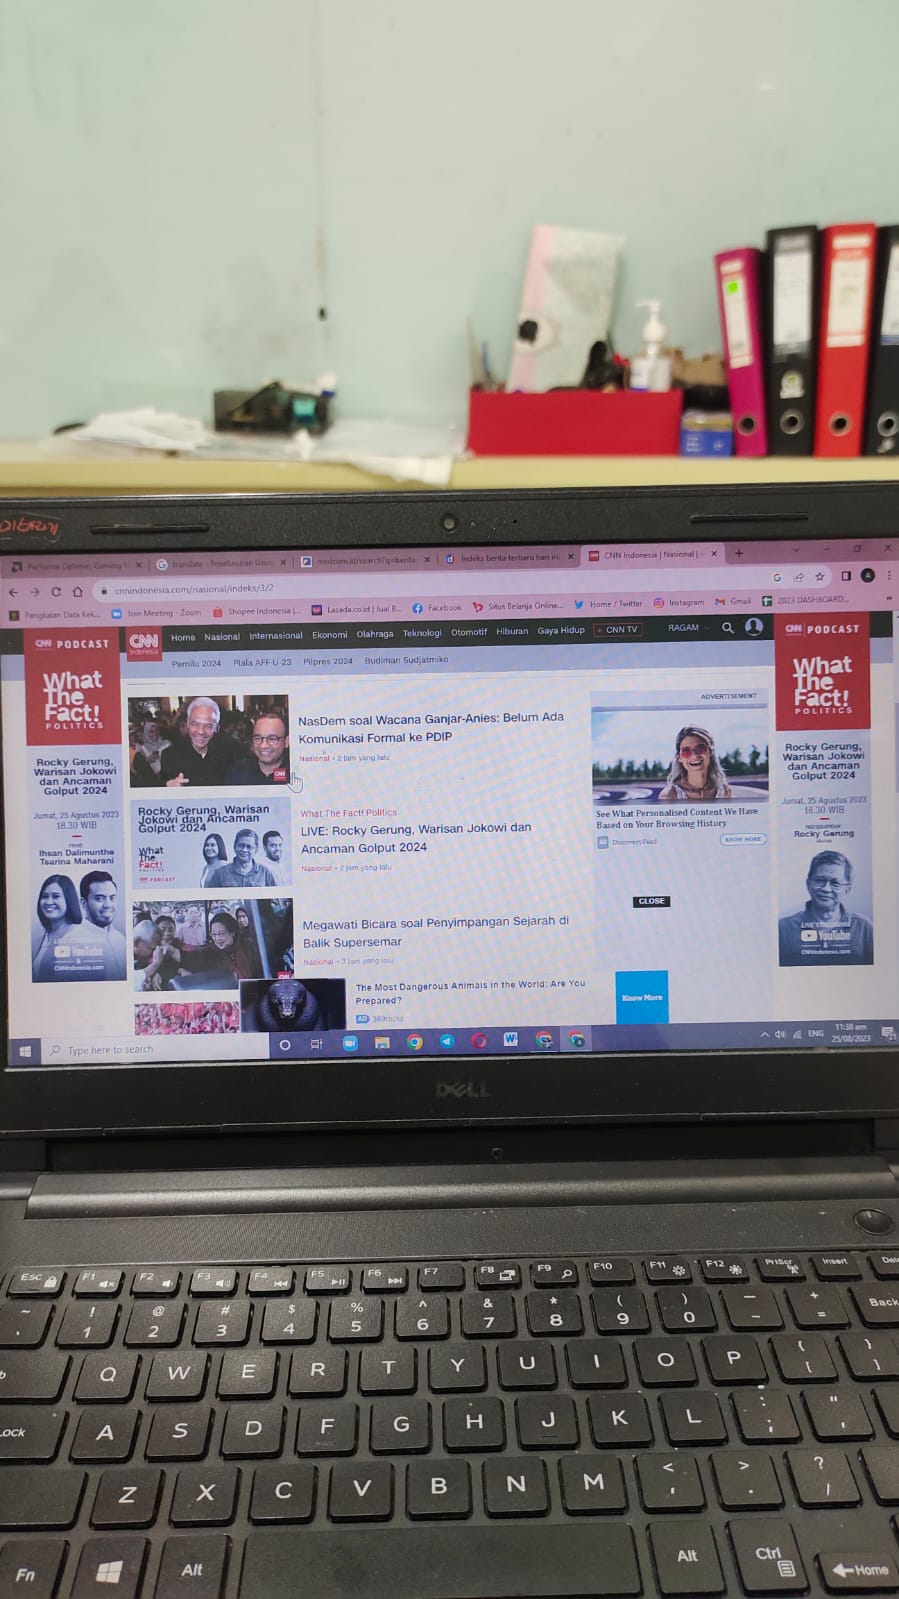 translate - Penelusuran Goog
medcom.id/search?q=berita
Indeks berita terbaru hari ini
CNN Indonesia | Nasional |
cnnindonesia.com/nasional/indeks/3/2
Pangkalan Data Kek...
Join Meeting - Zoom
Shopee Indonesia |...
Lazada.co.id | Jual B...
Facebook
Situs Belanja Online...
Home / Twitter
Instagram
Gmail
2023 DASHBOARD...
CNN PODCAST
What
The
Fact!
POLITICS
Rocky Gerung,
Warisan Jokowi
dan Ancaman
Golput 2024
Jumat, 25 Agustus 2023
18.30 WIB
Host
Ihsan Dalimunthe
Tsarina Maharani
LIVE STREAMING
YouTube
&
CNNIndonesia.com
CNN
Indonesia
Home Nasional Internasional Ekonomi Olahraga Teknologi Otomotif Hiburan Gaya Hidup CNN TV RAGAM
Pemilu 2024 Piala AFF U-23 Pilpres 2024 Budiman Sudjatmiko
NasDem soal Wacana Ganjar-Anies: Belum Ada
Komunikasi Formal ke PDIP
Nasional • 2 jam yang lalu
CNN
Rocky Gerung, Warisan
Jokowi dan Ancaman
Golput 2024
What
The
Fact!
PODCAST
What The Fact! Politics
LIVE: Rocky Gerung, Warisan Jokowi dan
Ancaman Golput 2024
Nasional • 2 jam yang lalu
Megawati Bicara soal Penyimpangan Sejarah di
Balik Supersemar
Nasional • 3 jam yang lalu
CNN
The Most Dangerous Animals in the World: Are You
Prepared?
AD 369rocks
Know More
ADVERTISEMENT
See What Personalised Content We Have
Based on Your Browsing History
AD DiscoveryFeed
KNOW MORE
CLOSE
CNN PODCAST
What
The
Fact!
POLITICS
Rocky Gerung,
Warisan Jokowi
dan Ancaman
Golput 2024
Jumat, 25 Agustus 2023
18.30 WIB
Narasumber
Rocky Gerung
LIVE STREAMING
YouTube
&
CNNIndonesia.com
Type here to search
ENG
11:38 am
25/08/2023
21
DELL
Esc F1 F2 F3 F4 F5 F6 F7 F8 F9 F10 F11 F12 PrtScr Insert Dele
~ ! 1 @ 2 # 3 $ 4 % 5 ^ 6 & 7 * 8 ( 9 ) 0 _ - + = Back
Q W E R T Y U I O P { [ } ]
Lock A S D F G H J K L : ; " '
Z X C V B N M < , > . ? /
Fn Alt Alt Ctrl Home